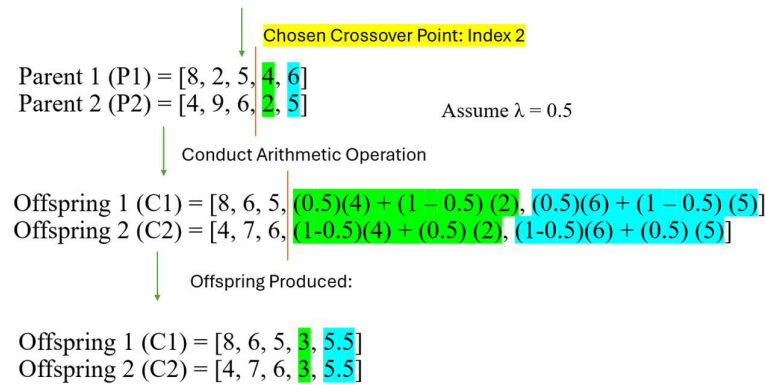 Chosen Crossover Point: Index 2
Parent 1 (P1) = [8, 2, 5, 4, 6]
Parent 2 (P2) = [4, 9, 6, 2, 5]
Assume λ = 0.5
Conduct Arithmetic Operation
Offspring 1 (C1) = [8, 6, 5, (0.5)(4) + (1 – 0.5) (2), (0.5)(6) + (1 – 0.5) (5)]
Offspring 2 (C2) = [4, 7, 6, (1-0.5)(4) + (0.5) (2), (1-0.5)(6) + (0.5) (5)]
Offspring Produced:
Offspring 1 (C1) = [8, 6, 5, 3, 5.5]
Offspring 2 (C2) = [4, 7, 6, 3, 5.5]